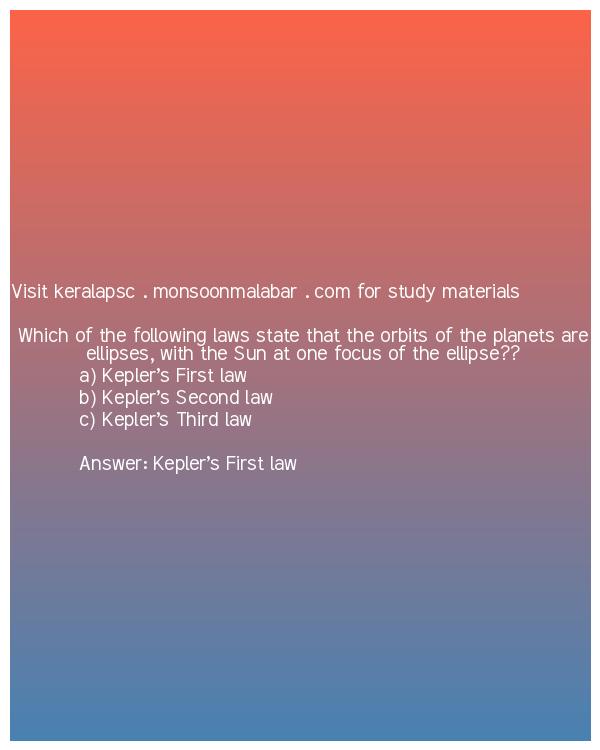 Visit keralapsc . monsoonmalabar . com for study materials
Which of the following laws state that the orbits of the planets are
ellipses, with the Sun at one focus of the ellipse??
a) Kepler's First law
b) Kepler's Second law
c) Kepler's Third law
Answer: Kepler's First law